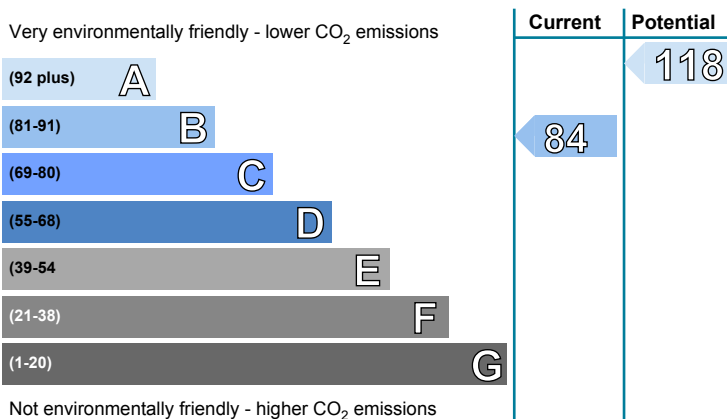 Very environmentally friendly - lower CO2 emissions
Current
Potential
(92 plus) A
118
(81-91) B
84
(69-80) C
(55-68) D
(39-54 E
(21-38) F
(1-20) G
Not environmentally friendly - higher CO2 emissions